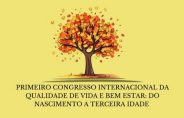 PRIMEIRO CONGRESSO INTERNACIONAL DA
QUALIDADE DE VIDA E BEM ESTAR: DO
NASCIMENTO A TERCEIRA IDADE